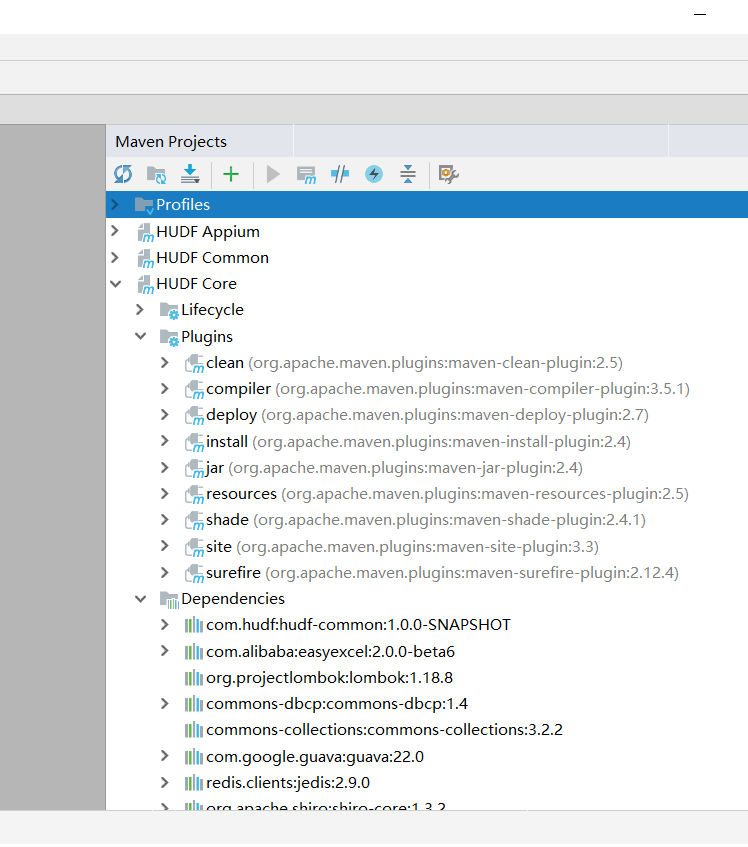 Maven Projects
Profiles
HUDF Appium
HUDF Common
HUDF Core
Lifecycle
Plugins
clean (org.apache.maven.plugins:maven-clean-plugin:2.5)
compiler (org.apache.maven.plugins:maven-compiler-plugin:3.5.1)
deploy (org.apache.maven.plugins:maven-deploy-plugin:2.7)
install (org.apache.maven.plugins:maven-install-plugin:2.4)
jar (org.apache.maven.plugins:maven-jar-plugin:2.4)
resources (org.apache.maven.plugins:maven-resources-plugin:2.5)
shade (org.apache.maven.plugins:maven-shade-plugin:2.4.1)
site (org.apache.maven.plugins:maven-site-plugin:3.3)
surefire (org.apache.maven.plugins:maven-surefire-plugin:2.12.4)
Dependencies
com.hudf:hudf-common:1.0.0-SNAPSHOT
com.alibaba:easyexcel:2.0.0-beta6
org.projectlombok:lombok:1.18.8
commons-dbcp:commons-dbcp:1.4
commons-collections:commons-collections:3.2.2
com.google.guava:guava:22.0
redis.clients:jedis:2.9.0
org.apache.shiro:shiro-core:1.3.2